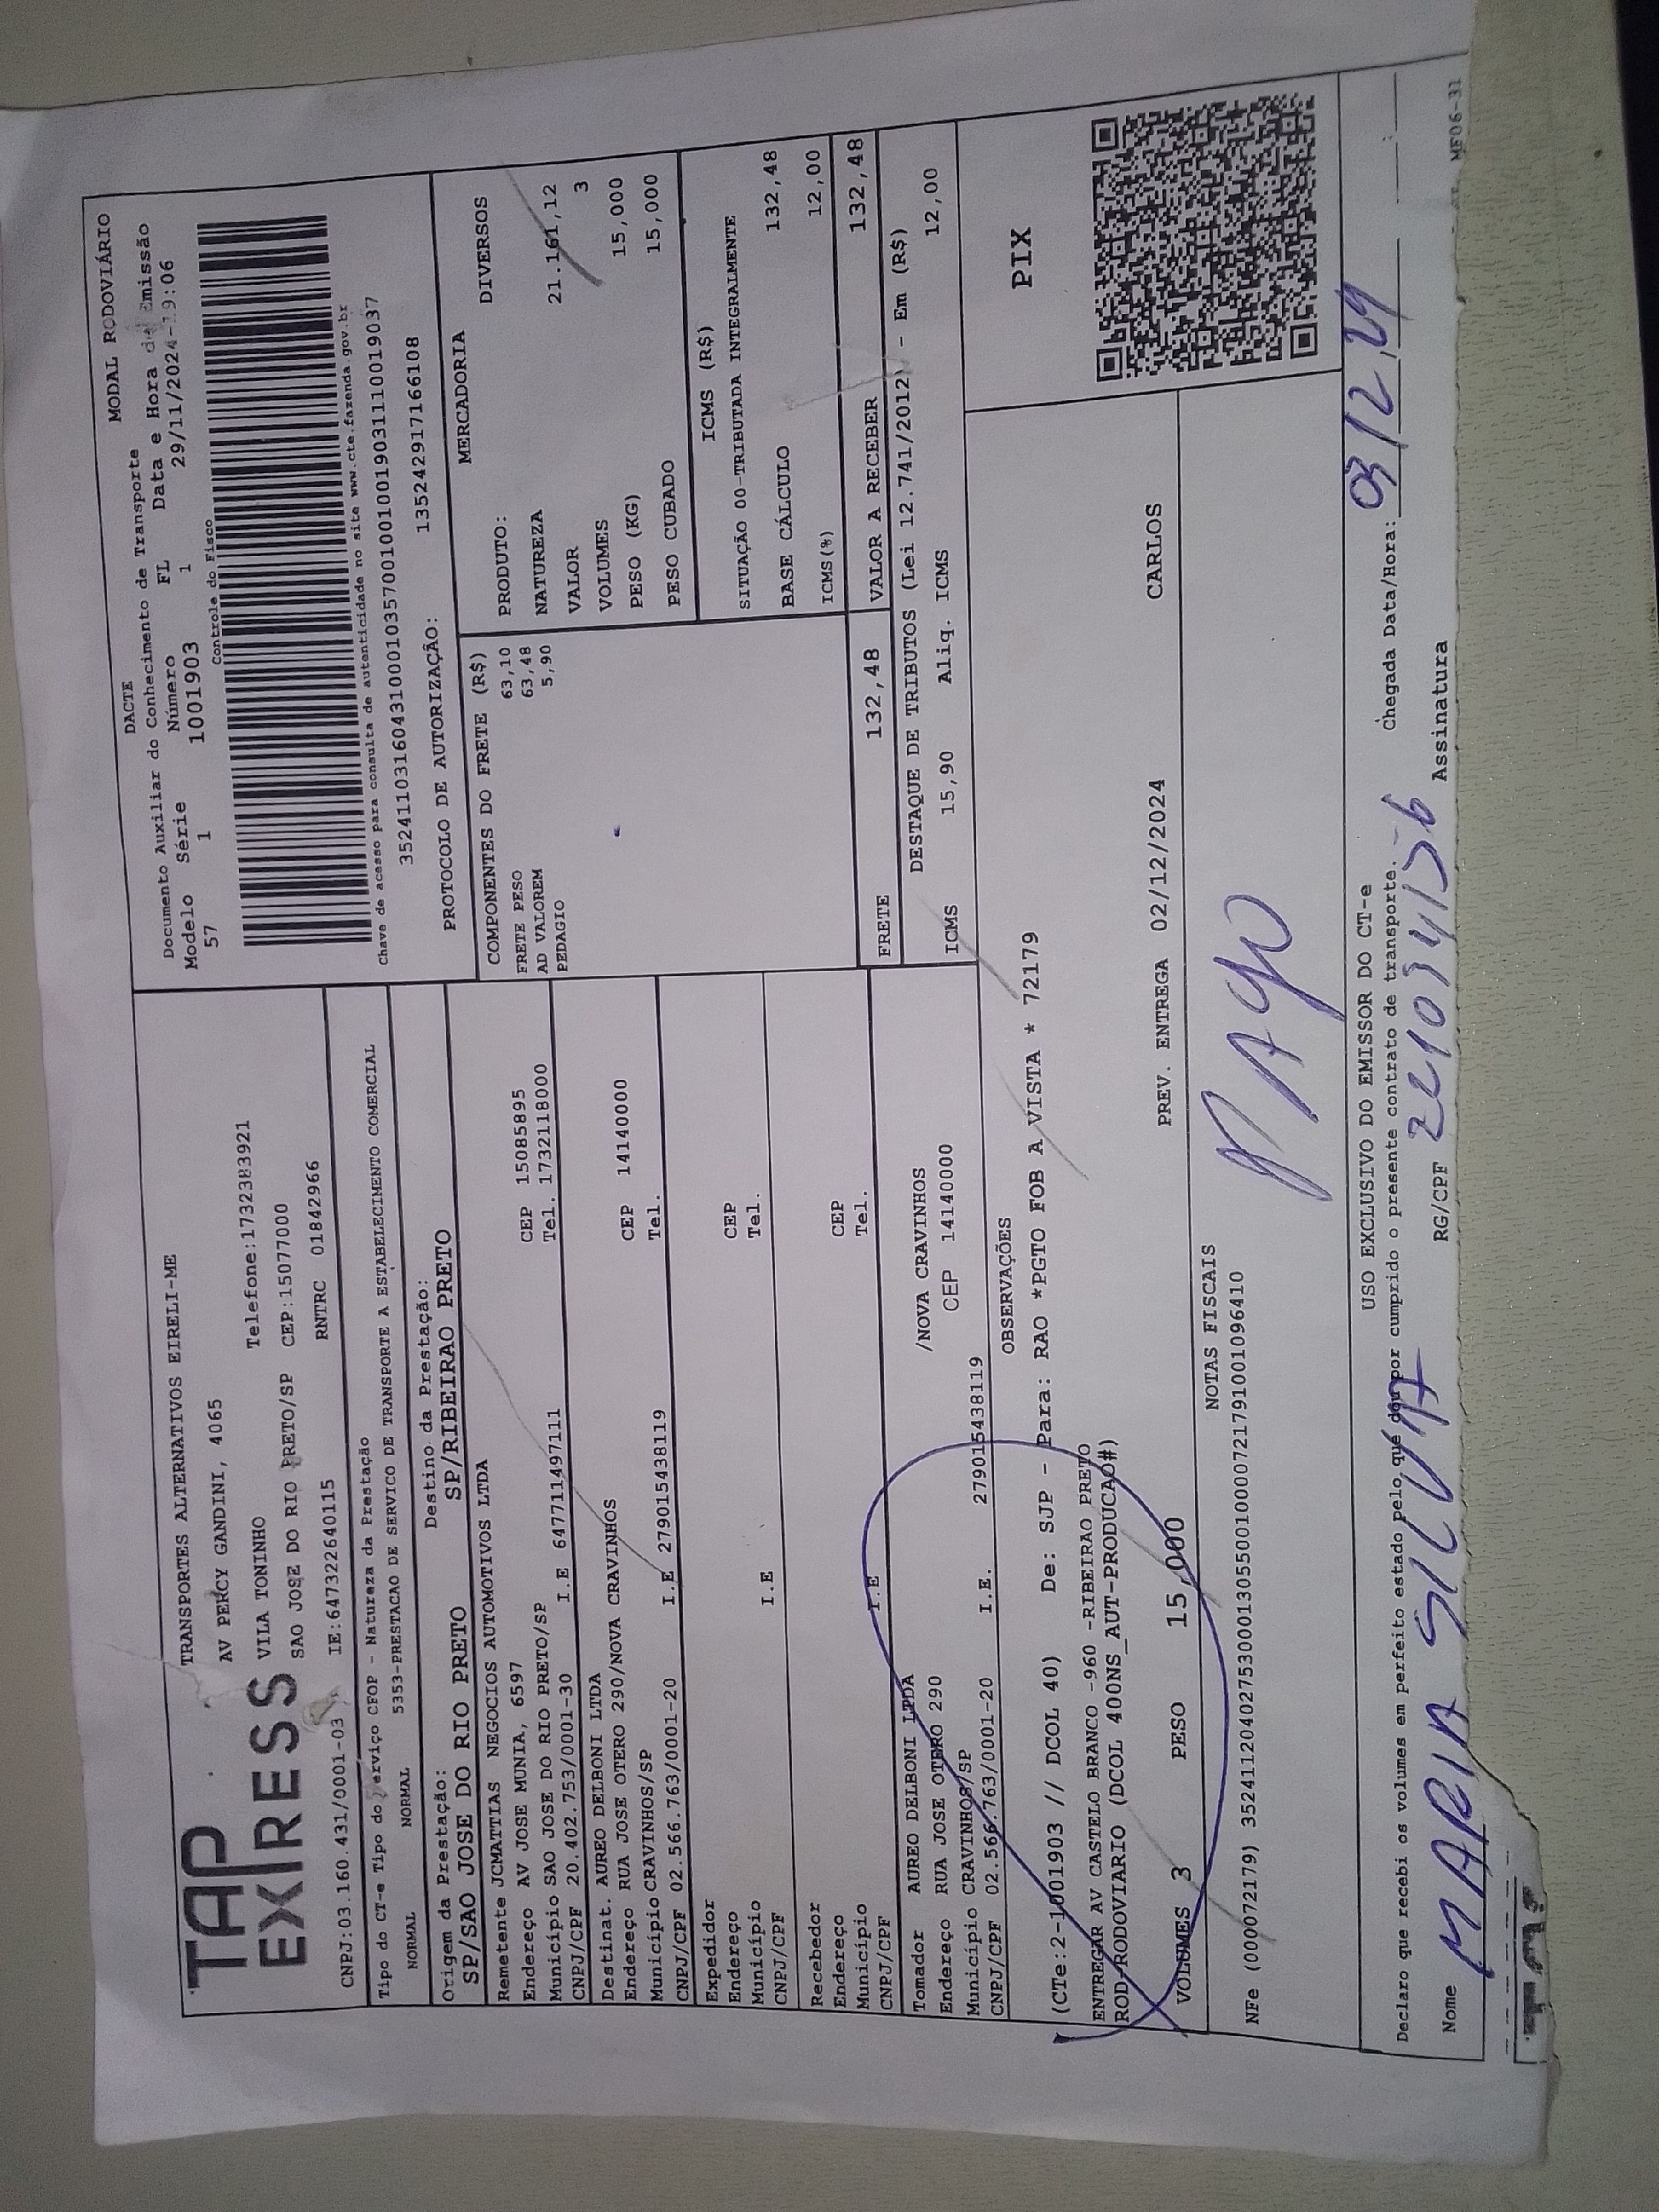 TAP
EXPRESS
TRANSPORTES ALTERNATIVOS EIRELI-ME
AV PERCY GANDINI, 4065
VILA TONINHO Telefone:1732383921
SAO JOSE DO RIO PRETO/SP CEP:15077000
CNPJ:03.160.431/0001-03 IE:647322640115 RNTRC 01842966
DACTE MODAL RODOVIÁRIO
Documento Auxiliar do Conhecimento de Transporte
Modelo Série Número FL Data e Hora de Emissão
57 1 1001903 1 29/11/2024-19:06
Controle do Fisco
Chave de acesso para consulta de autenticidade no site www.cte.fazenda.gov.br
35241103160431000103570010010019031110019037
PROTOCOLO DE AUTORIZAÇÃO: 135242917166108
Tipo do CT-e Tipo do Serviço CFOP - Natureza da Prestação
NORMAL NORMAL 5353-PRESTACAO DE SERVICO DE TRANSPORTE A ESTABELECIMENTO COMERCIAL
Origem da Prestação: Destino da Prestação:
SP/SAO JOSE DO RIO PRETO SP/RIBEIRAO PRETO
Remetente JCMATTIAS NEGOCIOS AUTOMOTIVOS LTDA
Endereço AV JOSE MUNIA, 6597 CEP 15085895
Município SAO JOSE DO RIO PRETO/SP Tel. 1732118000
CNPJ/CPF 20.402.753/0001-30 I.E 647711497111
Destinat. AUREO DELBONI LTDA
Endereço RUA JOSE OTERO 290/NOVA CRAVINHOS CEP 14140000
Município CRAVINHOS/SP Tel.
CNPJ/CPF 02.566.763/0001-20 I.E 279015438119
Expedidor
Endereço CEP
Município Tel.
CNPJ/CPF I.E
Recebedor
Endereço CEP
Município Tel.
CNPJ/CPF I.E
Tomador AUREO DELBONI LTDA
Endereço RUA JOSE OTERO 290 /NOVA CRAVINHOS
Município CRAVINHOS/SP CEP 14140000
CNPJ/CPF 02.566.763/0001-20 I.E. 279015438119
COMPONENTES DO FRETE (R$)
FRETE PESO 63,10
AD VALOREM 63,48
PEDAGIO 5,90
MERCADORIA
PRODUTO: DIVERSOS
NATUREZA
VALOR 21.161,12
VOLUMES 3
PESO (KG) 15,000
PESO CUBADO 15,000
ICMS (R$)
SITUAÇÃO 00-TRIBUTADA INTEGRALMENTE
BASE CÁLCULO 132,48
ICMS(%) 12,00
FRETE 132,48 VALOR A RECEBER 132,48
DESTAQUE DE TRIBUTOS (Lei 12.741/2012) - Em (R$)
ICMS 15,90 Aliq. ICMS 12,00
OBSERVAÇÕES
(CTe:2-1001903 // DCOL 40) De: SJP - Para: RAO *PGTO FOB A VISTA * 72179
ENTREGAR AV CASTELO BRANCO -960 -RIBEIRAO PRETO
ROD/RODOVIARIO (DCOL 400NS_AUT-PRODUCAO#)
PIX
VOLUMES 3 PESO 15,000 PREV. ENTREGA 02/12/2024 CARLOS
NOTAS FISCAIS
NFe (000072179) 35241120402753000130550010000721791001096410
PAGO
USO EXCLUSIVO DO EMISSOR DO CT-e
Declaro que recebi os volumes em perfeito estado pelo que dou por cumprido o presente contrato de transporte. Chegada Data/Hora: 03/12/24
Nome MARIA SILVIA RG/CPF Assinatura